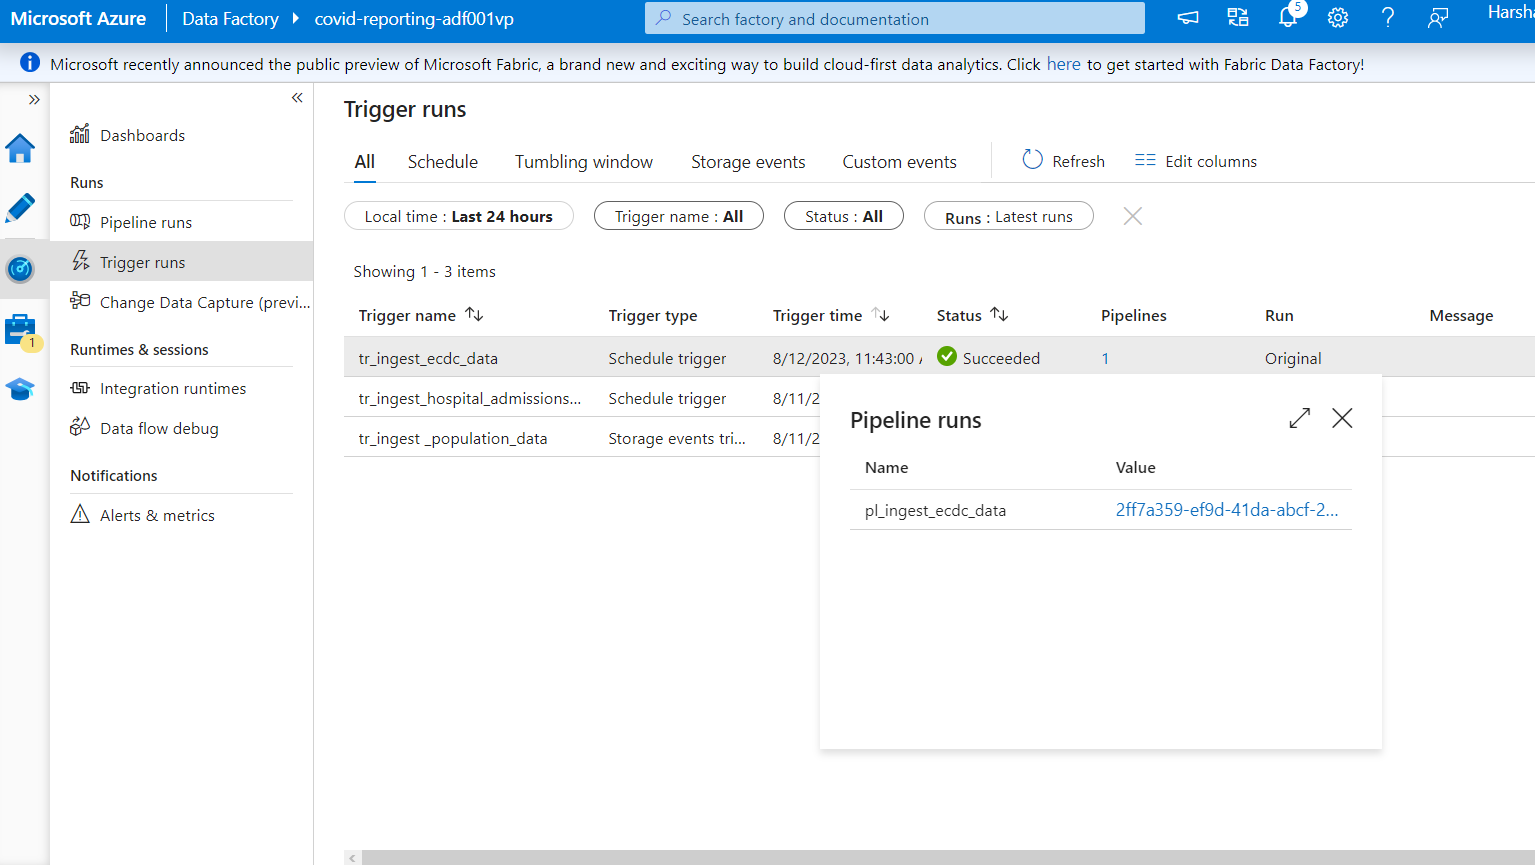 Microsoft Azure Data Factory covid-reporting-adf001vp Search factory and documentation 5 Harsha
Microsoft recently announced the public preview of Microsoft Fabric, a brand new and exciting way to build cloud-first data analytics. Click here to get started with Fabric Data Factory!
Dashboards
Runs
Pipeline runs
Trigger runs
Change Data Capture (previ...
Runtimes & sessions
Integration runtimes
Data flow debug
Notifications
Alerts & metrics
1
Trigger runs
All Schedule Tumbling window Storage events Custom events Refresh Edit columns
Local time : Last 24 hours Trigger name : All Status : All Runs : Latest runs
Showing 1 - 3 items
Trigger name Trigger type Trigger time Status Pipelines Run Message
tr_ingest_ecdc_data Schedule trigger 8/12/2023, 11:43:00 Succeeded 1 Original
tr_ingest_hospital_admissions... Schedule trigger 8/11/2
tr_ingest _population_data Storage events tri... 8/11/2
Pipeline runs
Name Value
pl_ingest_ecdc_data 2ff7a359-ef9d-41da-abcf-2...